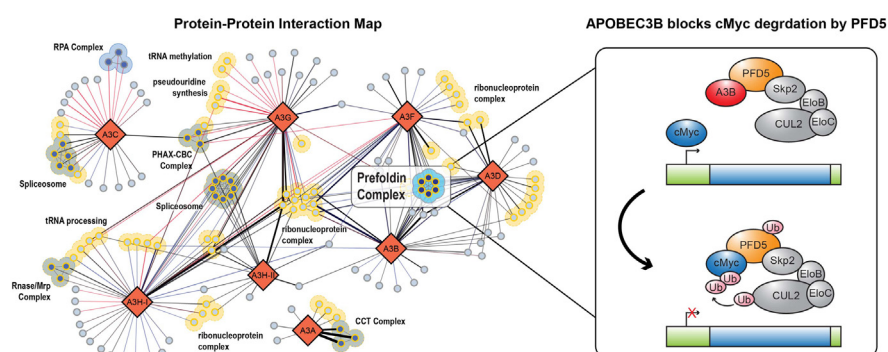 Protein-Protein Interaction Map
APOBEC3B blocks cMyc degrdation by PFD5
RPA Complex
tRNA methylation
pseudouridine
synthesis
ribonucleoprotein
complex
A3C
A3G
A3F
PHAX-CBC
Complex
Spliceosome
Prefoldin
Complex
A3D
Spliceosome
tRNA processing
ribonucleoprotein
complex
A3B
A3H-II
Rnase/Mrp
Complex
A3H-I
ribonucleoprotein
complex
A3A
CCT Complex
PFD5
A3B
Skp2
EloB
CUL2
EloC
cMyc
Ub
PFD5
cMyc
Skp2
Ub
Ub
EloB
Ub
CUL2
EloC